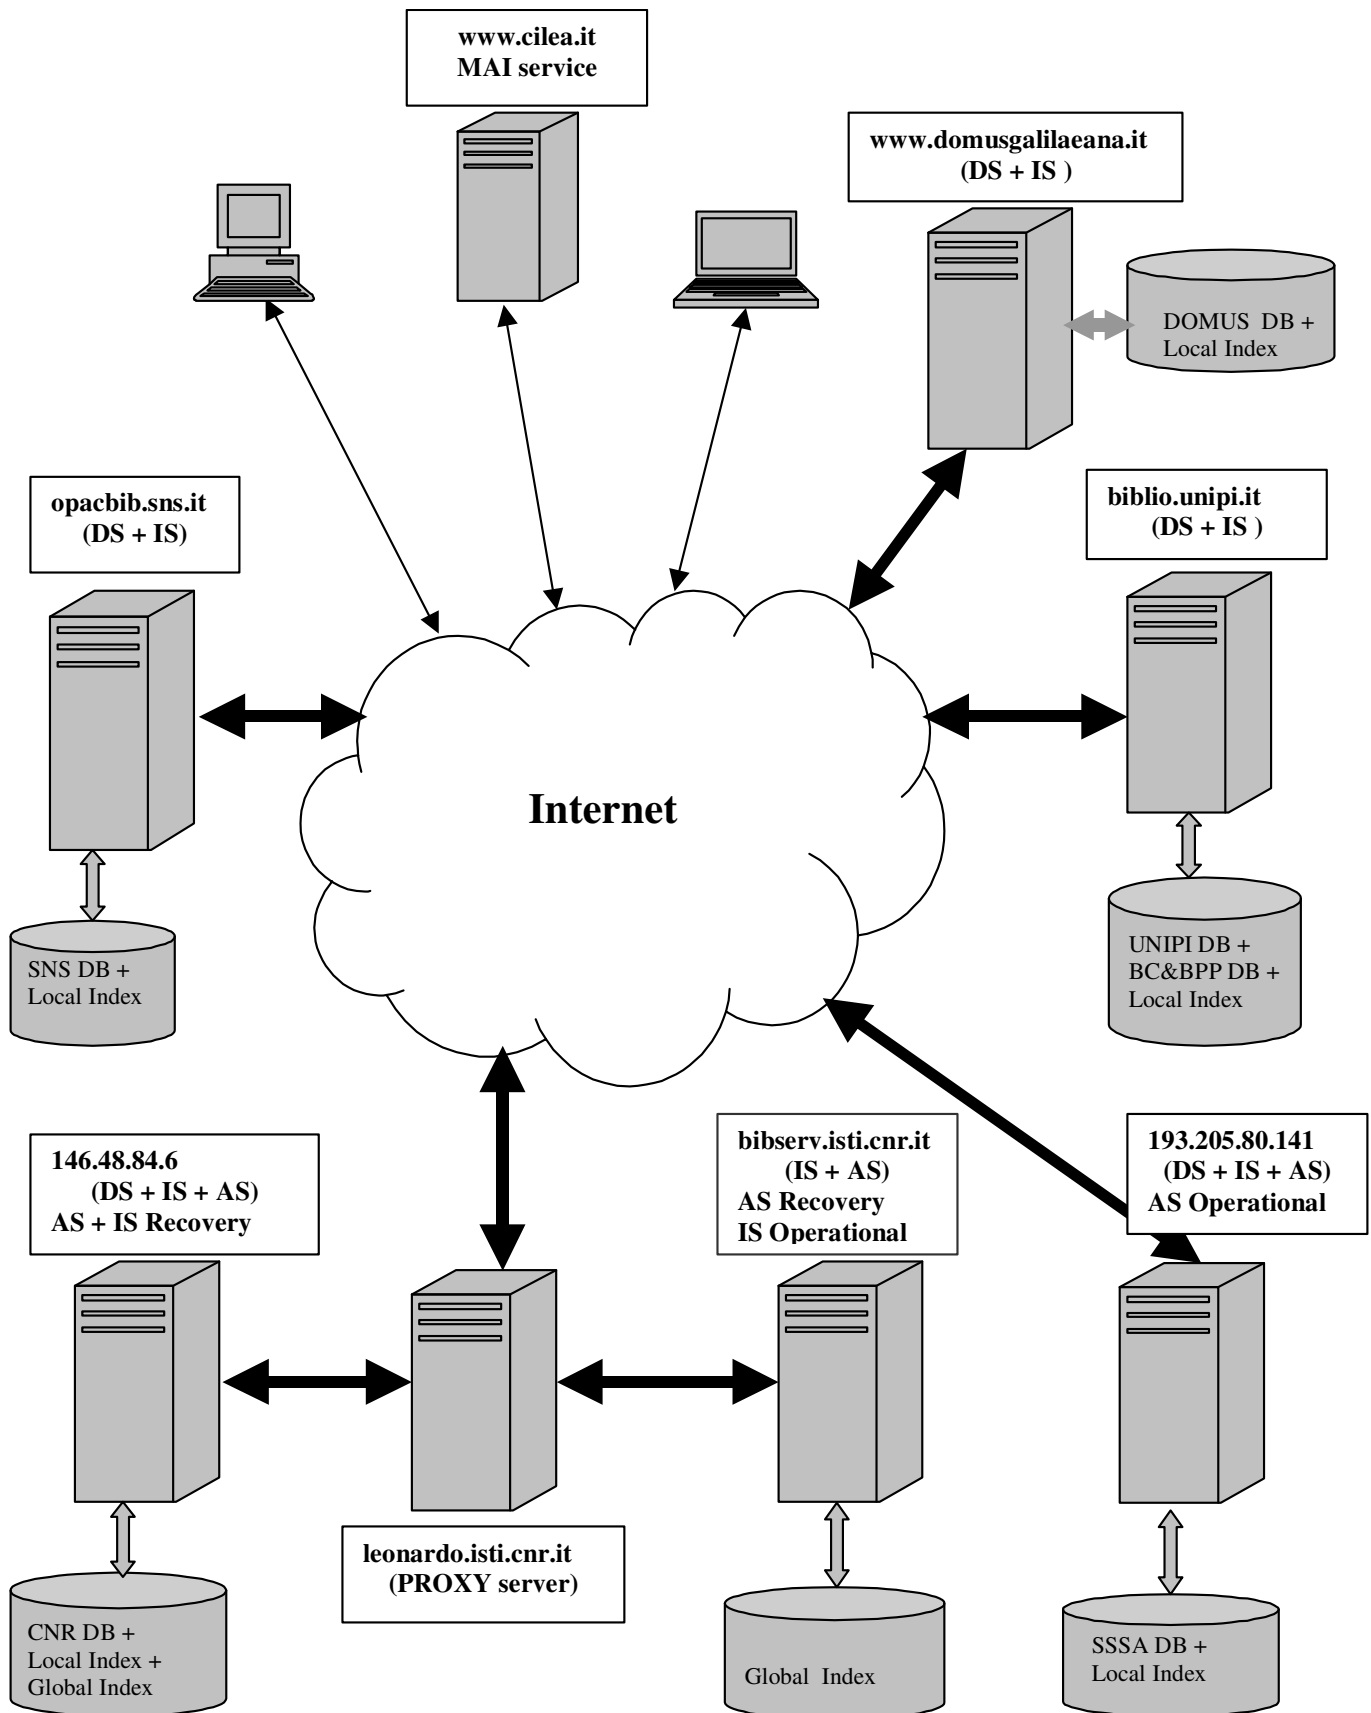 www.cilea.it
MAI service
www.domusgalilaeana.it
(DS + IS )
DOMUS DB +
Local Index
opacbib.sns.it
(DS + IS)
biblio.unipi.it
(DS + IS )
Internet
SNS DB +
Local Index
UNIPI DB +
BC&BPP DB +
Local Index
146.48.84.6
(DS + IS + AS)
AS + IS Recovery
bibserv.isti.cnr.it
(IS + AS)
AS Recovery
IS Operational
193.205.80.141
(DS + IS + AS)
AS Operational
leonardo.isti.cnr.it
(PROXY server)
CNR DB +
Local Index +
Global Index
Global Index
SSSA DB +
Local Index